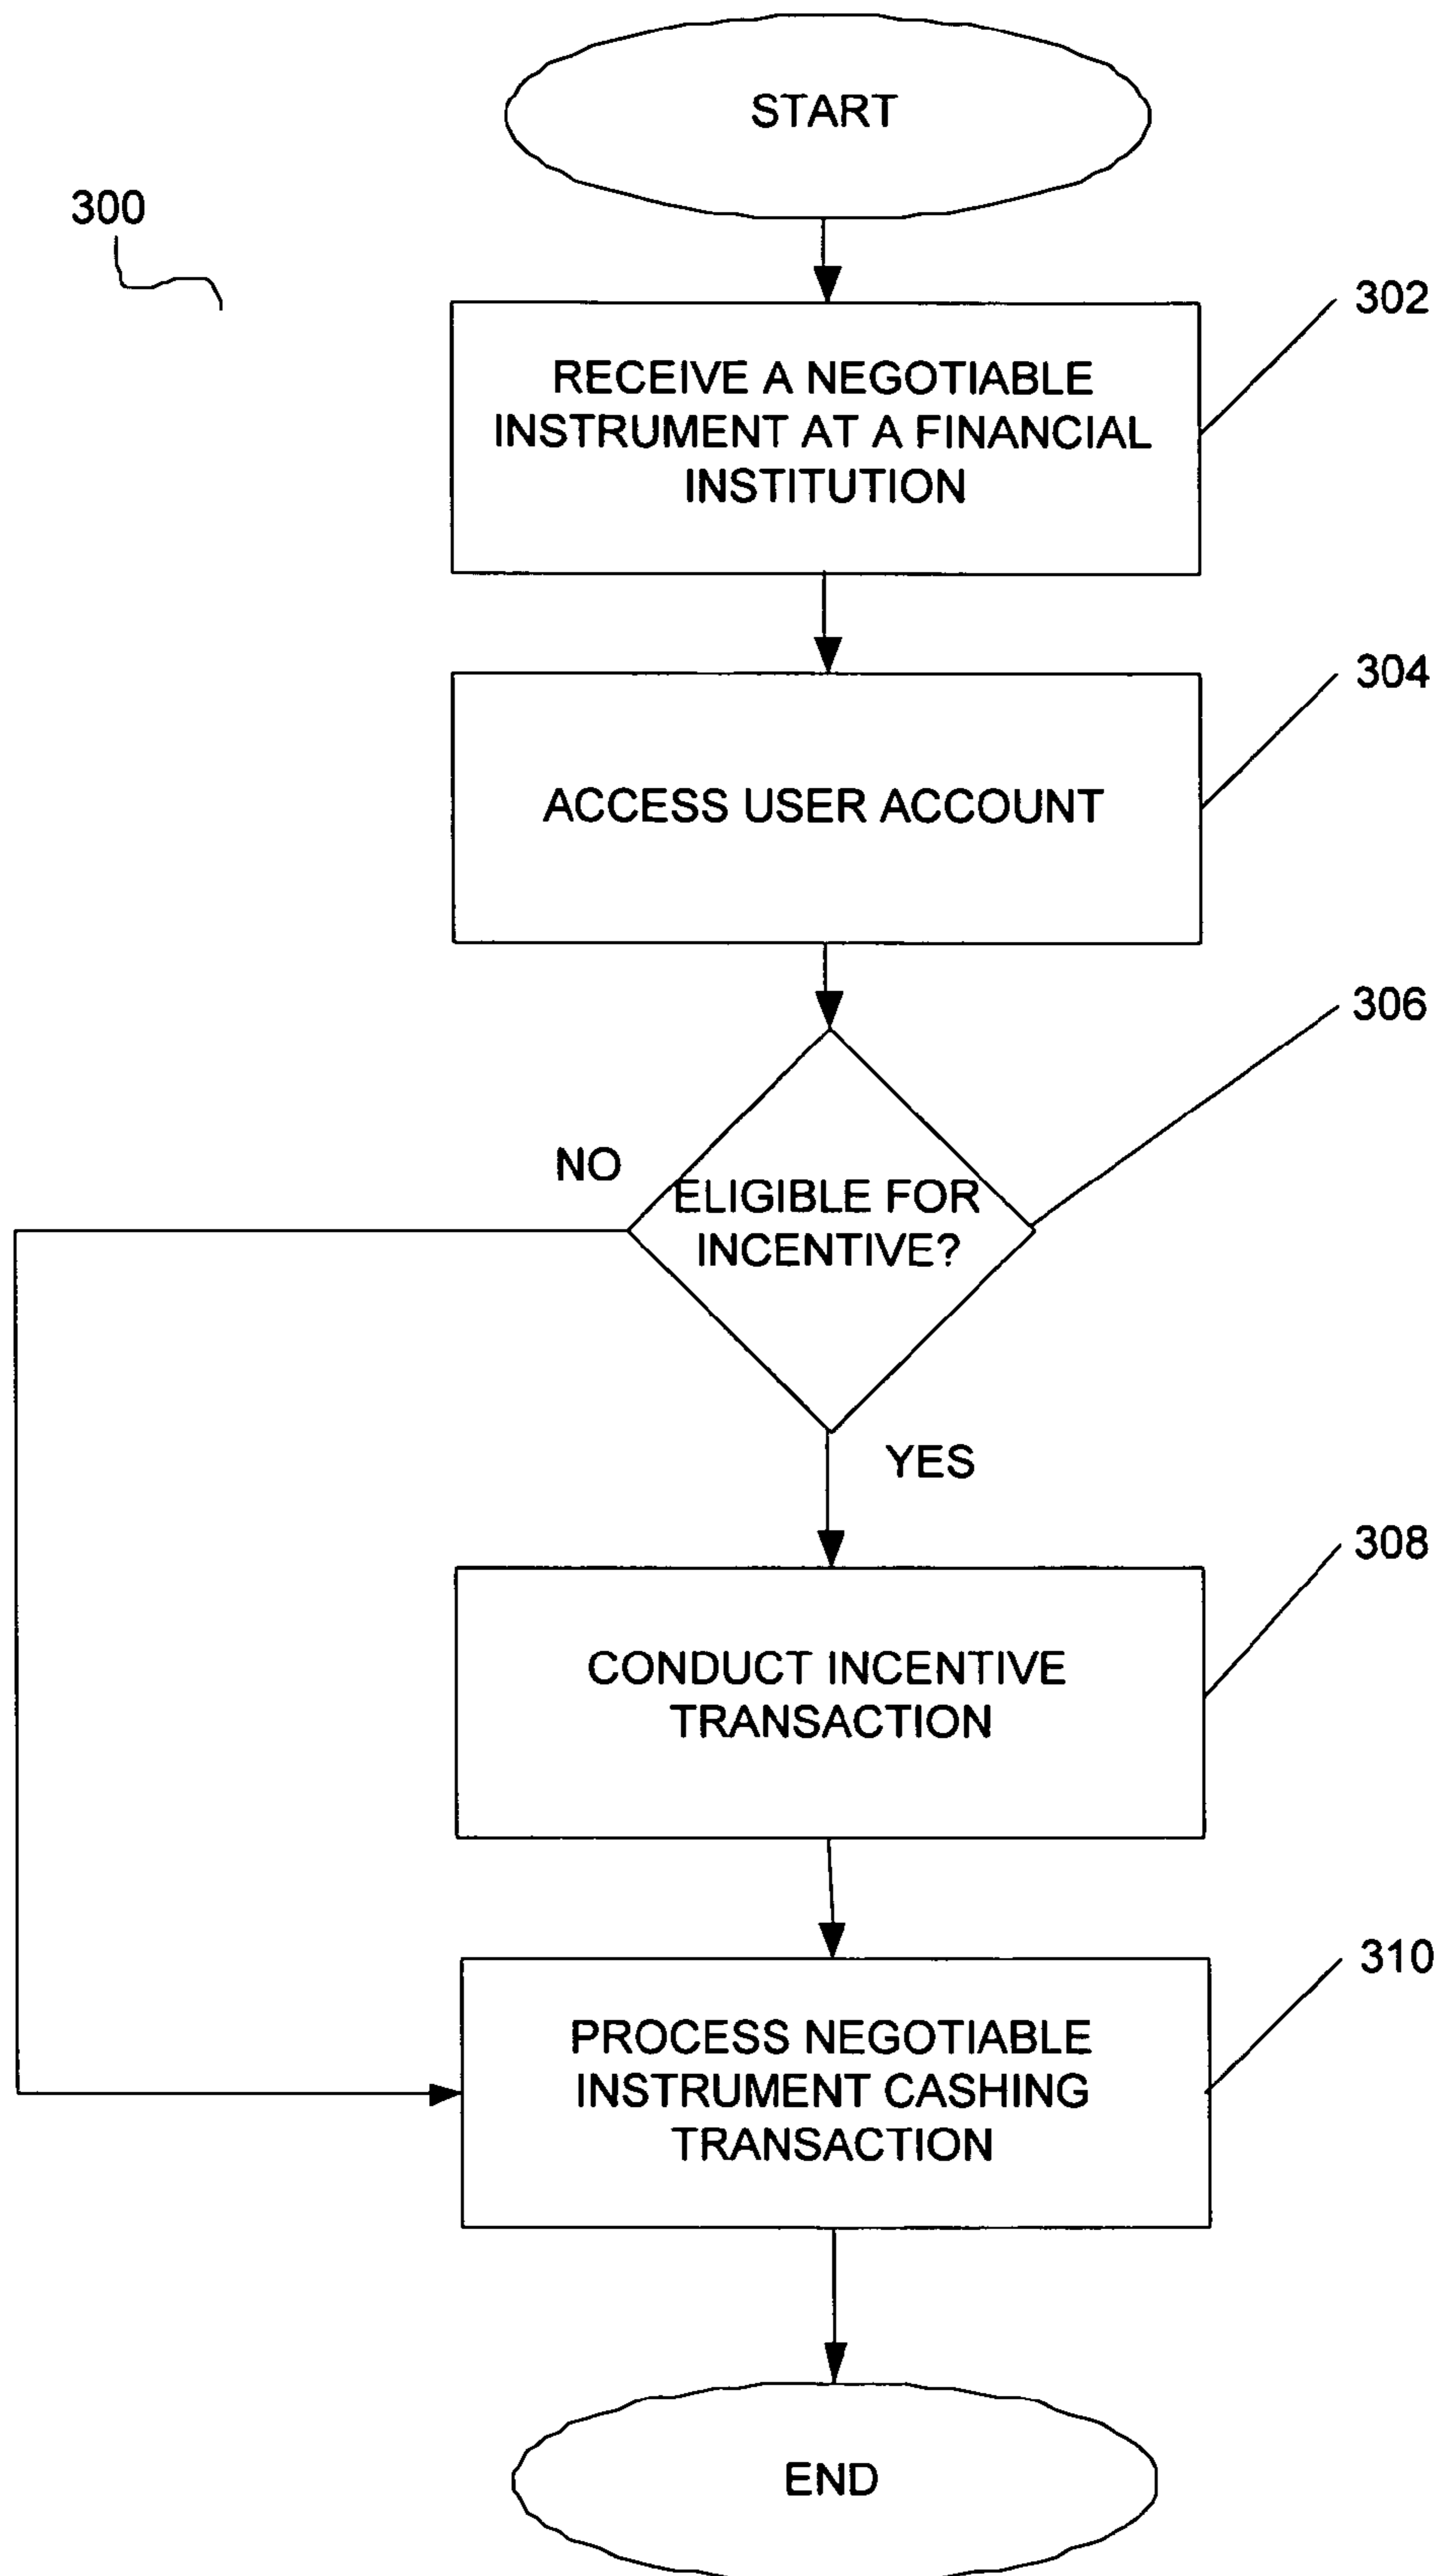 START
300
302
RECEIVE A NEGOTIABLE
INSTRUMENT AT A FINANCIAL
INSTITUTION
304
ACCESS USER ACCOUNT
306
NO
ELIGIBLE FOR
INCENTIVE?
YES
308
CONDUCT INCENTIVE
TRANSACTION
310
PROCESS NEGOTIABLE
INSTRUMENT CASHING
TRANSACTION
END